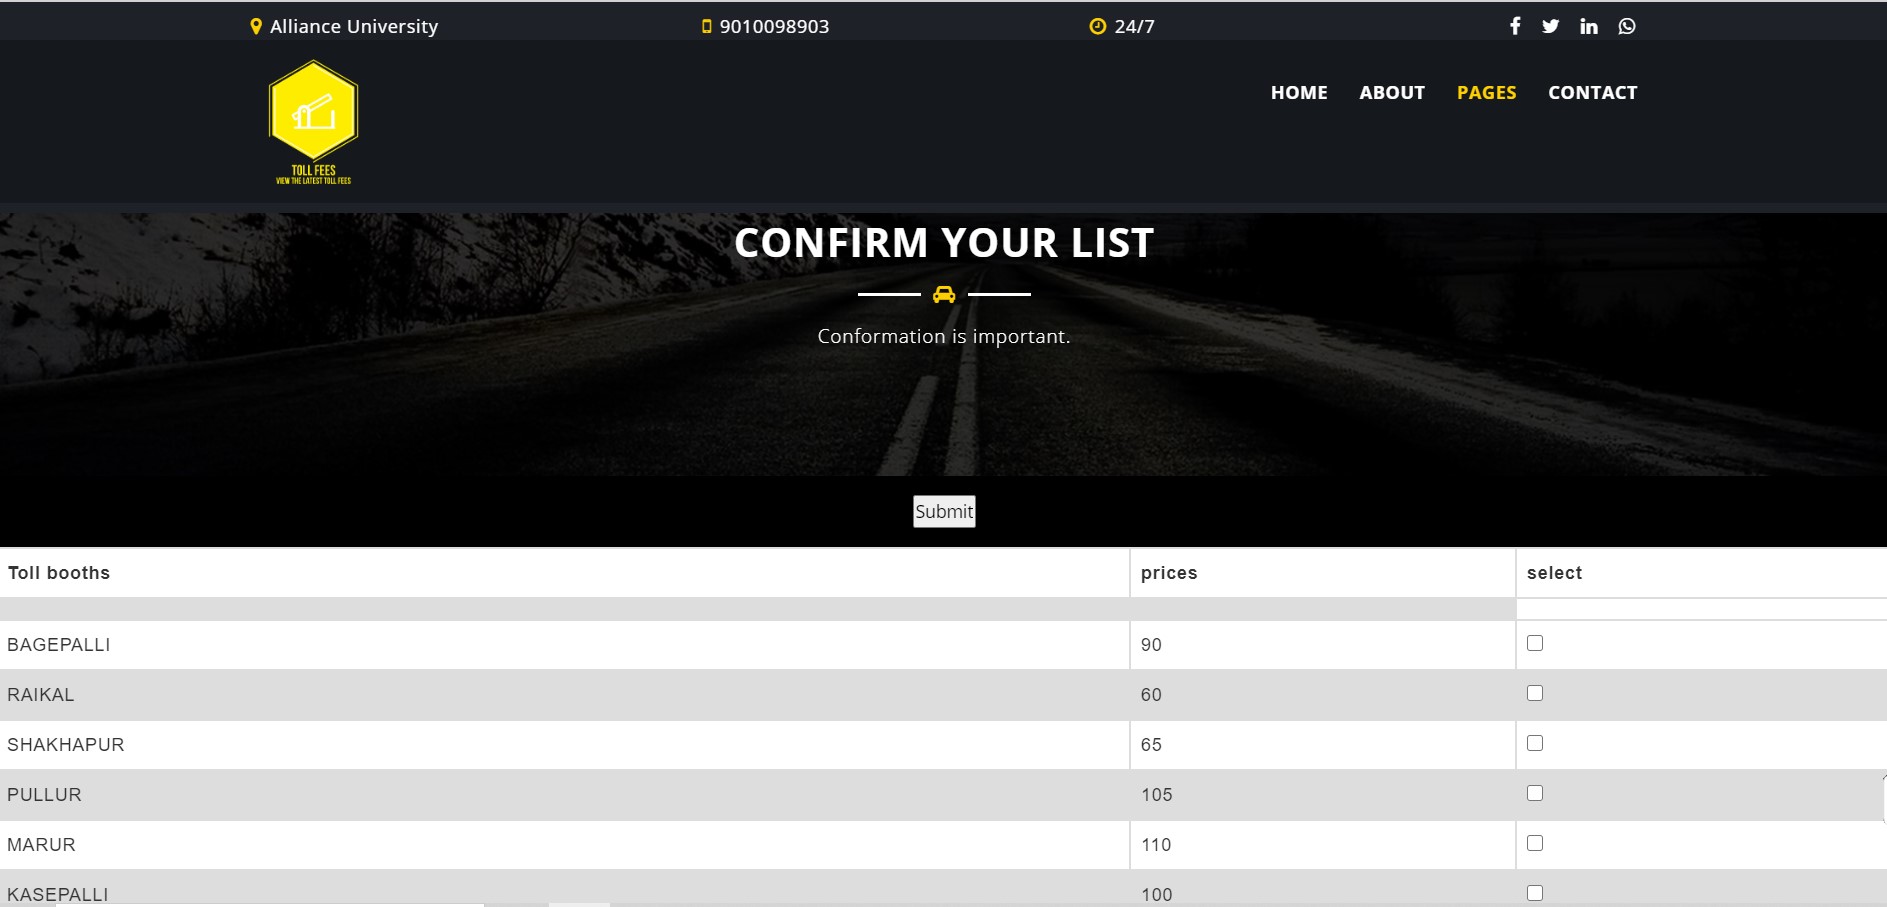 Alliance University 9010098903 24/7
HOME ABOUT PAGES CONTACT
TOLL FEES
VIEW THE LATEST TOLL FEES
CONFIRM YOUR LIST
Conformation is important.
Submit
Toll booths prices select
BAGEPALLI 90
RAIKAL 60
SHAKHAPUR 65
PULLUR 105
MARUR 110
KASEPALLI 100